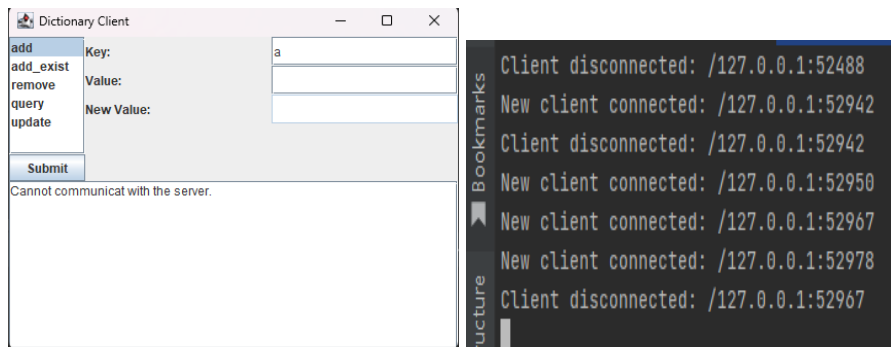 Dictionary Client
add
add_exist
remove
query
update
Key:
a
Value:
New Value:
Submit
Cannot communicat with the server.
Bookmarks
ructure
Client disconnected: /127.0.0.1:52488
New client connected: /127.0.0.1:52942
Client disconnected: /127.0.0.1:52942
New client connected: /127.0.0.1:52950
New client connected: /127.0.0.1:52967
New client connected: /127.0.0.1:52978
Client disconnected: /127.0.0.1:52967